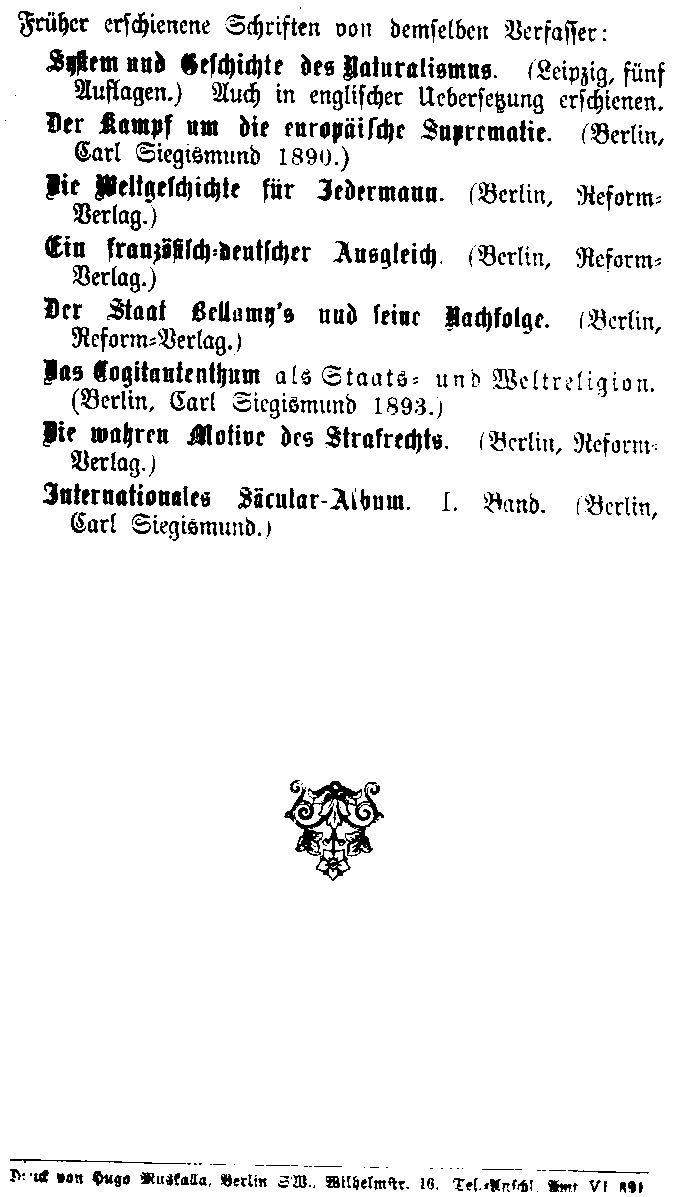 Früher erschienene Schriften von demselben Verfasser:
System und Geschichte des Naturalismus. (Leipzig, fünf
Auflagen.) Auch in englischer Uebersetzung erschienen.
Der Kampf um die europäische Suprematie. (Berlin,
Carl Siegismund 1890.)
Die Weltgeschichte für Jedermann. (Berlin, Reform-
Verlag.)
Ein französisch-deutscher Ausgleich. (Berlin, Reform-
Verlag.)
Der Staat Bellamy's und seine Nachfolge. (Berlin,
Reform-Verlag.)
Das Cogitantenthum als Staats- und Weltreligion.
(Berlin, Carl Siegismund 1893.)
Die wahren Motive des Strafrechts. (Berlin, Reform-
Verlag.)
Internationales Säcular-Album. I. Band. (Berlin,
Carl Siegismund.)
Druck von Hugo Muskalla, Berlin SW., Wilhelmstr. 16. Tel.-Anschl. Amt VI